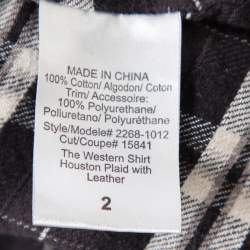 MADE IN CHINA
100% Cotton/ Algodon/ Coton
Trim/ Accessoire:
100% Polyurethane/
Poliuretano/ Polyuréthane
Style/Modele# 2268-1012
Cut/Coupe# 15841
The Western Shirt
Houston Plaid with
Leather
2